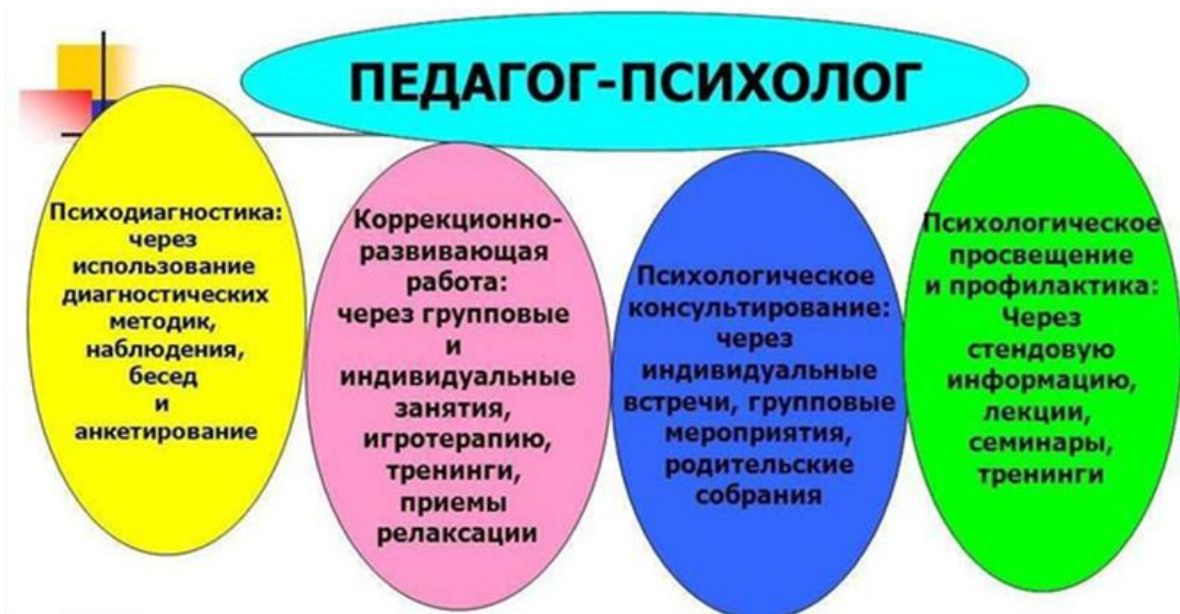 ПЕДАГОГ-ПСИХОЛОГ
Психодиагностика:
через
использование
диагностических
методик,
наблюдения,
бесед
и
анкетирование
Коррекционно-
развивающая
работа:
через групповые
и
индивидуальные
занятия,
игротерапию,
тренинги,
приемы
релаксации
Психологическое
консультирование:
через
индивидуальные
встречи, групповые
мероприятия,
родительские
собрания
Психологическое
просвещение
и профилактика:
Через
стендовую
информацию,
лекции,
семинары,
тренинги